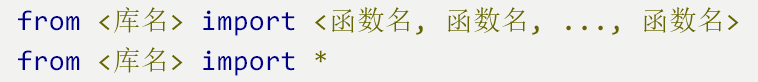 from <库名> import <函数名, 函数名, ..., 函数名>
from <库名> import *